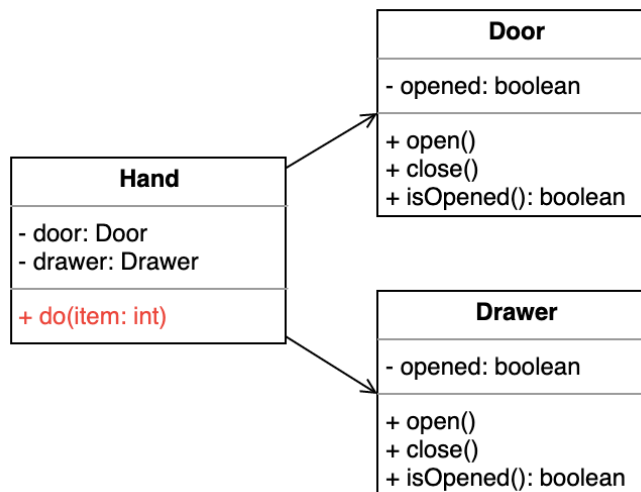 Hand
- door: Door
- drawer: Drawer
+ do(item: int)
Door
- opened: boolean
+ open()
+ close()
+ isOpened(): boolean
Drawer
- opened: boolean
+ open()
+ close()
+ isOpened(): boolean